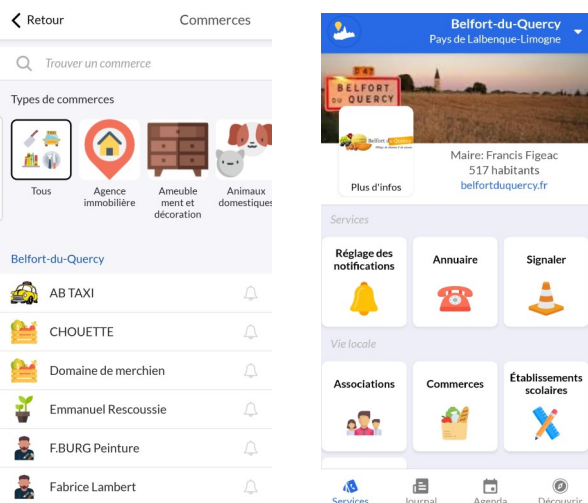 Retour
Commerces
Trouver un commerce
Types de commerces
Tous
Agence
immobilière
Ameuble
ment et
décoration
Animaux
domestiques
Belfort-du-Quercy
AB TAXI
CHOUETTE
Domaine de merchien
Emmanuel Rescoussie
F.BURG Peinture
Fabrice Lambert
Belfort-du-Quercy
Pays de Lalbenque-Limogne
D 47
BELFORT
DU QUERCY
Plus d'infos
Maire: Francis Figeac
517 habitants
belfortduquercy.fr
Services
Réglage des
notifications
Annuaire
Signaler
Vie locale
Associations
Commerces
Établissements
scolaires
Services
Journal
Agenda
Découvrir